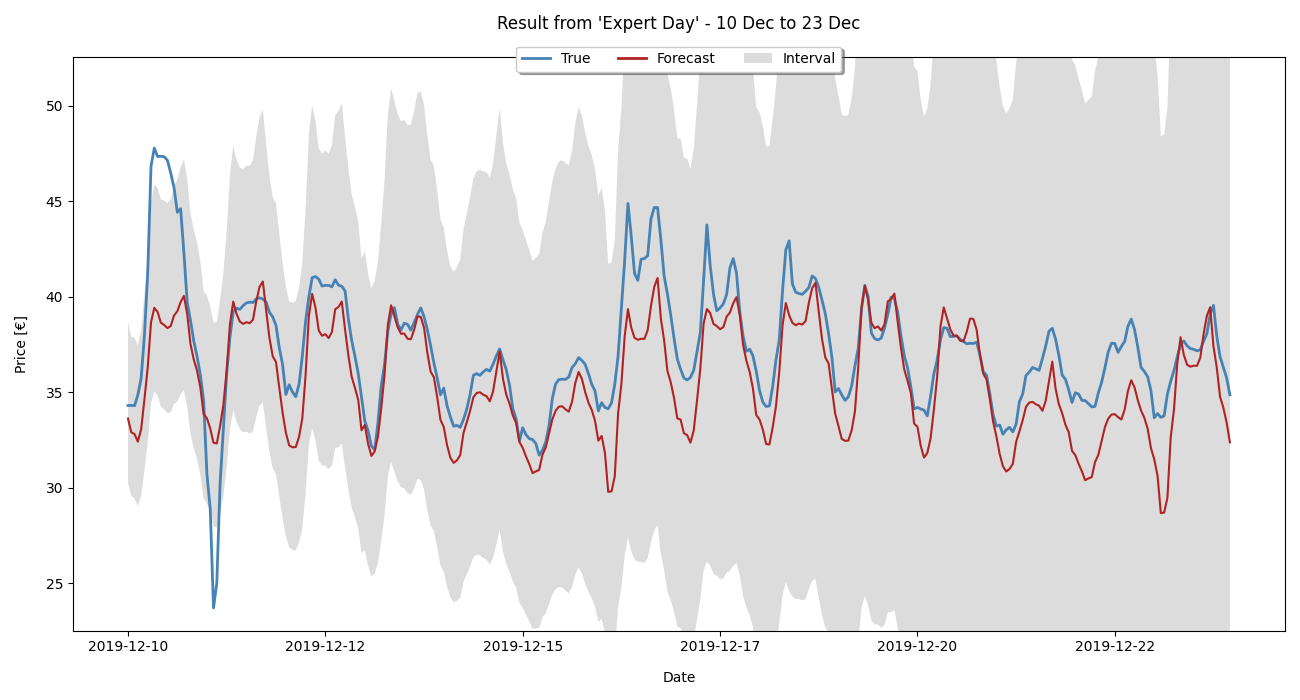 Result from 'Expert Day' - 10 Dec to 23 Dec
True Forecast Interval
Price [€]
50
45
40
35
30
25
2019-12-10 2019-12-12 2019-12-15 2019-12-17 2019-12-20 2019-12-22
Date